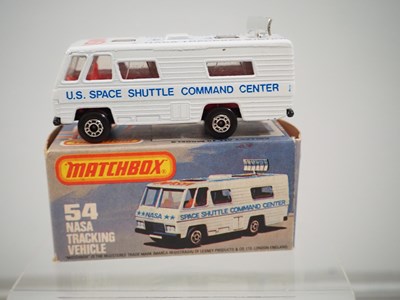 U.S. SPACE SHUTTLE COMMAND CENTER
MATCHBOX
54
NASA
TRACKING
VEHICLE
NASA
SPACE SHUTTLE COMMAND CENTER